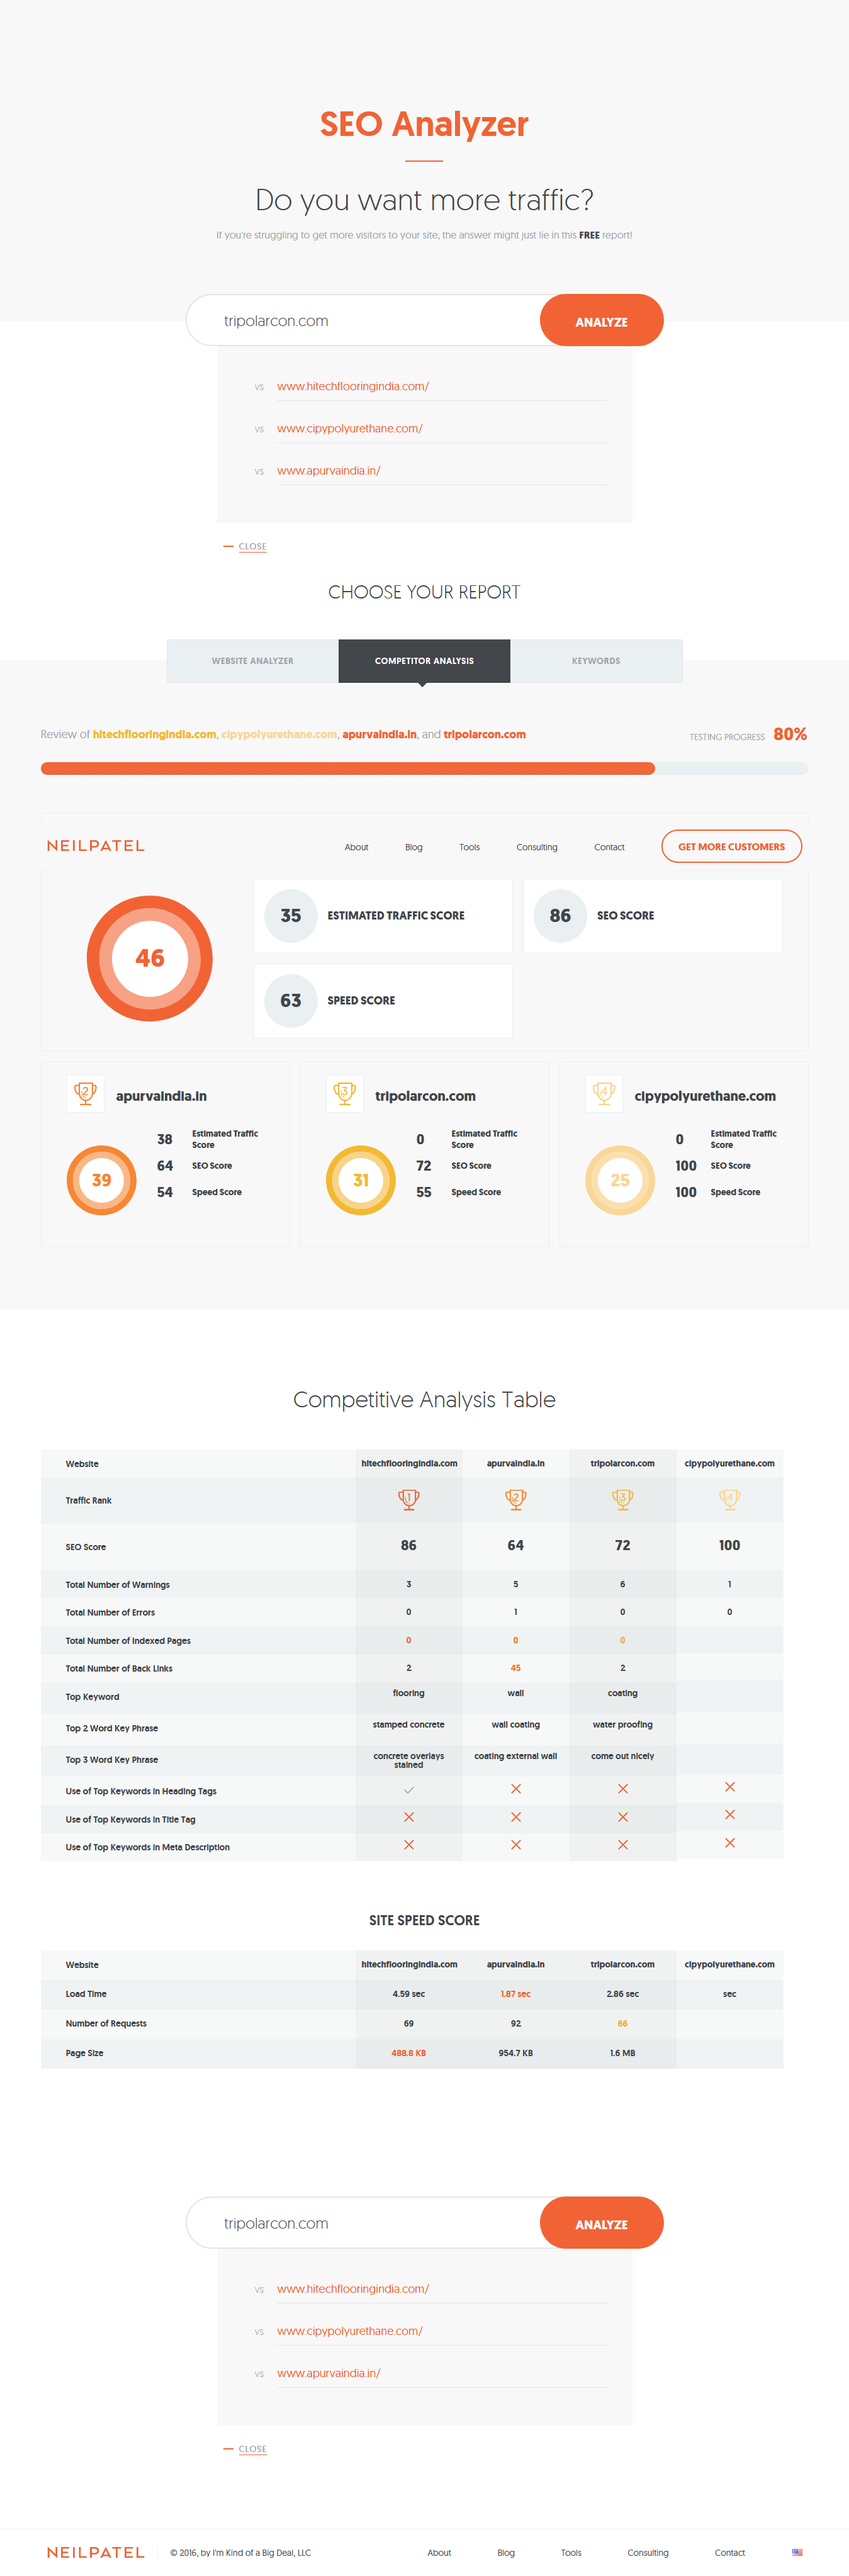 SEO Analyzer
Do you want more traffic?
If you're struggling to get more visitors to your site, the answer might just lie in this FREE report!
tripolarcon.com ANALYZE
vs www.hitechflooringindia.com/
vs www.cipypolyurethane.com/
vs www.apurvaindia.in/
CLOSE
CHOOSE YOUR REPORT
WEBSITE ANALYZER COMPETITOR ANALYSIS KEYWORDS
Review of hitechflooringindia.com, cipypolyurethane.com, apurvaindia.in, and tripolarcon.com TESTING PROGRESS 80%
NEILPATEL About Blog Tools Consulting Contact GET MORE CUSTOMERS
46
35 ESTIMATED TRAFFIC SCORE 86 SEO SCORE
63 SPEED SCORE
2 apurvaindia.in
39
38 Estimated Traffic Score
64 SEO Score
54 Speed Score
3 tripolarcon.com
31
0 Estimated Traffic Score
72 SEO Score
55 Speed Score
4 cipypolyurethane.com
25
0 Estimated Traffic Score
100 SEO Score
100 Speed Score
Competitive Analysis Table
Website hitechflooringindia.com apurvaindia.in tripolarcon.com cipypolyurethane.com
Traffic Rank 1 2 3 4
SEO Score 86 64 72 100
Total Number of Warnings 3 5 6 1
Total Number of Errors 0 1 0 0
Total Number of Indexed Pages 0 0 0
Total Number of Back Links 2 45 2
Top Keyword flooring wall coating
Top 2 Word Key Phrase stamped concrete wall coating water proofing
Top 3 Word Key Phrase concrete overlays stained coating external wall come out nicely
Use of Top Keywords in Heading Tags
Use of Top Keywords in Title Tag
Use of Top Keywords in Meta Description
SITE SPEED SCORE
Website hitechflooringindia.com apurvaindia.in tripolarcon.com cipypolyurethane.com
Load Time 4.59 sec 1.87 sec 2.86 sec sec
Number of Requests 69 92 66
Page Size 488.8 KB 954.7 KB 1.6 MB
tripolarcon.com ANALYZE
vs www.hitechflooringindia.com/
vs www.cipypolyurethane.com/
vs www.apurvaindia.in/
CLOSE
NEILPATEL © 2016, by I'm Kind of a Big Deal, LLC About Blog Tools Consulting Contact